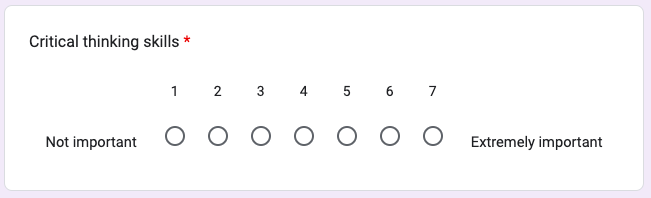 Critical thinking skills *
1 2 3 4 5 6 7
Not important Extremely important